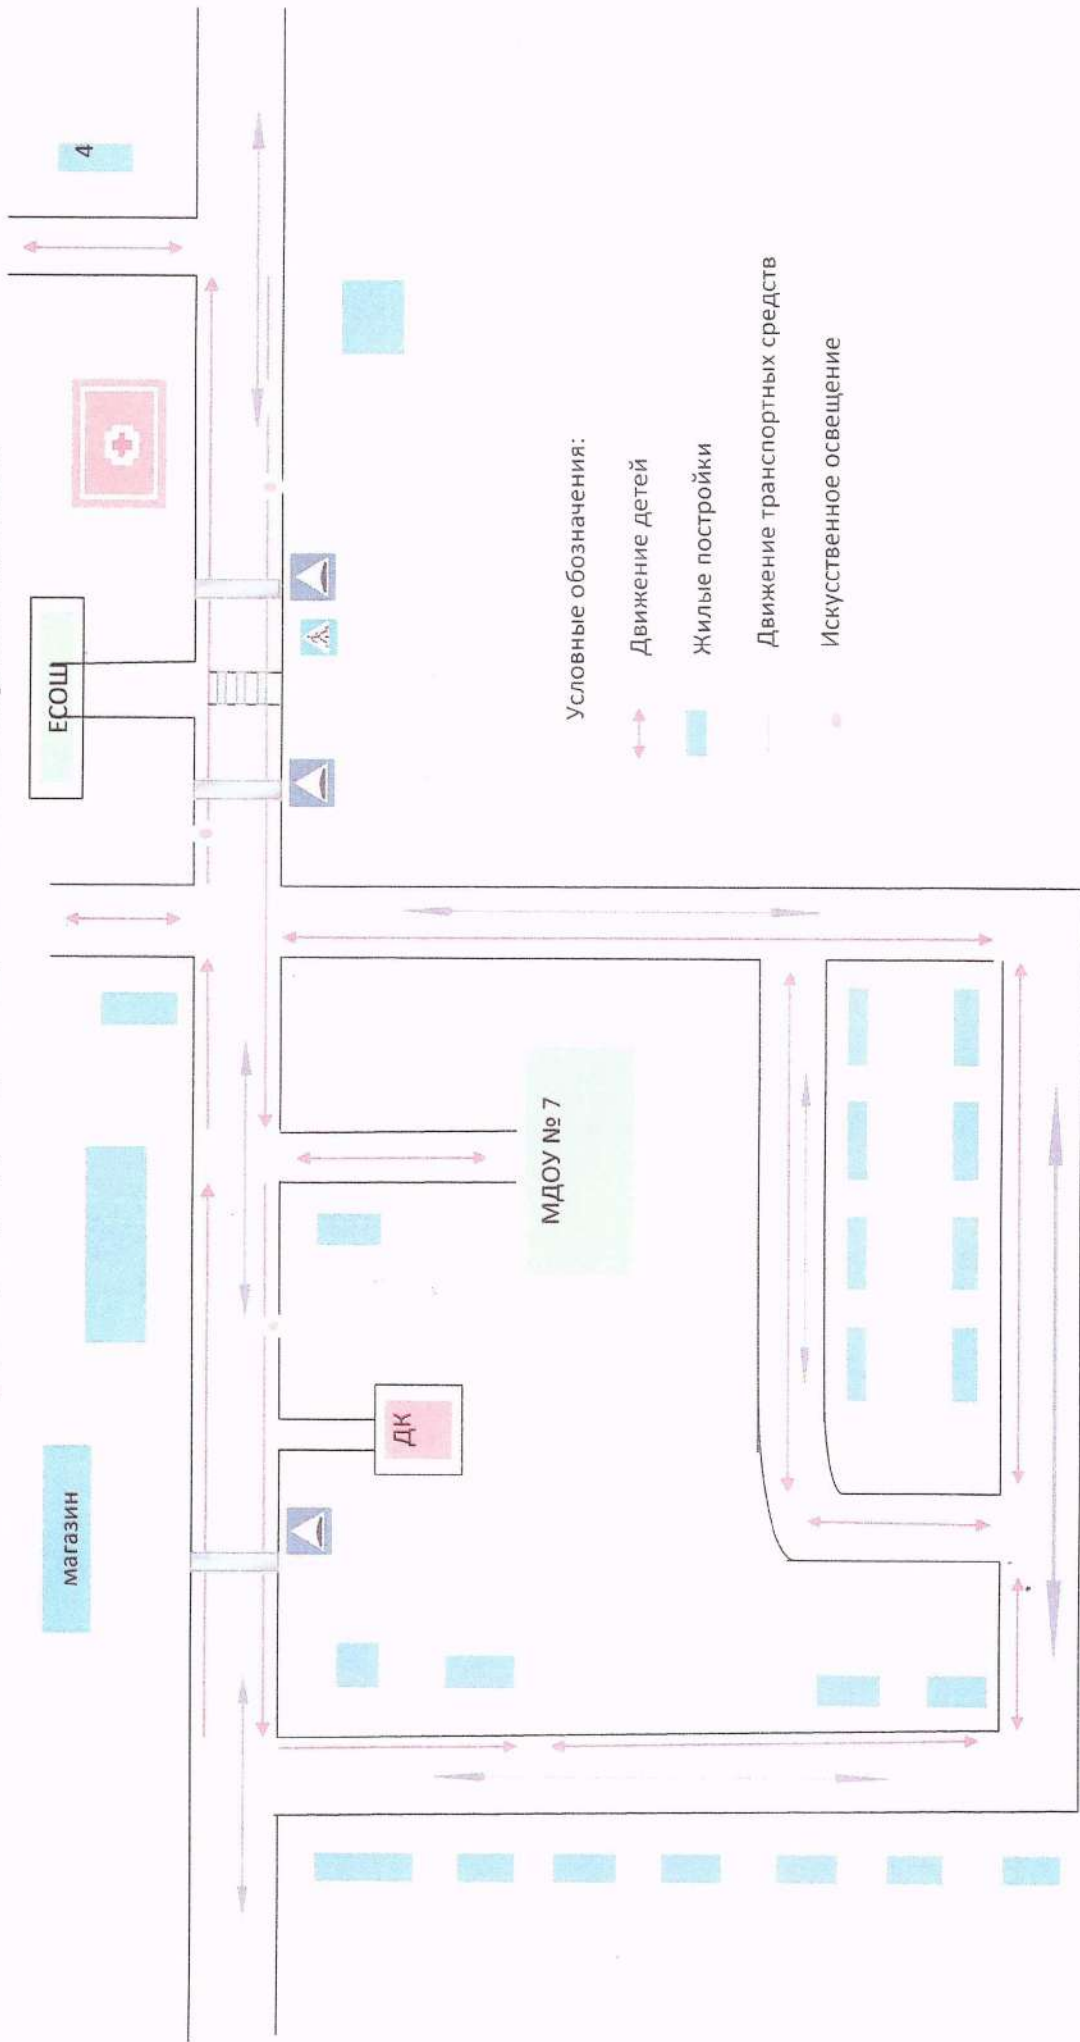 4
ЕСОШ
магазин
ДК
МДОУ № 7
Условные обозначения:
Движение детей
Жилые постройки
Движение транспортных средств
Искусственное освещение